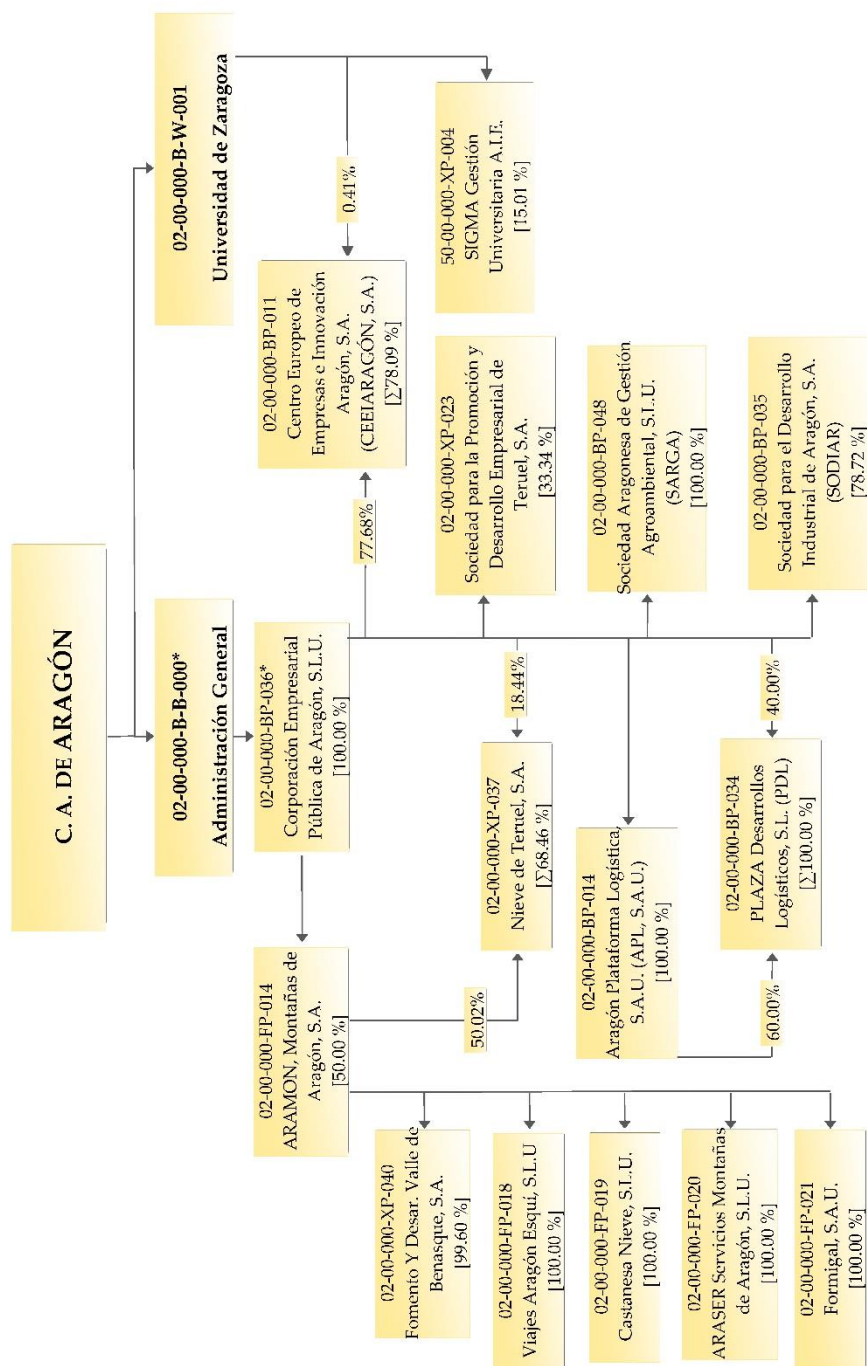 C. A. DE ARAGÓN
02-00-000-B-B-000*
Administración General
02-00-000-B-W-001
Universidad de Zaragoza
02-00-000-FP-014
ARAMON, Montañas de
Aragón, S.A.
[50.00 %]
02-00-000-BP-036*
Corporación Empresarial
Pública de Aragón, S.L.U.
[100.00 %]
02-00-000-BP-011
Centro Europeo de
Empresas e Innovación
Aragón, S.A.
(CEEIARAGÓN, S.A.)
[∑78.09 %]
77.68%
0.41%
02-00-000-XP-040
Fomento Y Desar. Valle de
Benasque, S.A.
[99.60 %]
50.02%
02-00-000-XP-037
Nieve de Teruel, S.A.
[∑68.46 %]
18.44%
02-00-000-XP-023
Sociedad para la Promoción y
Desarrollo Empresarial de
Teruel, S.A.
[33.34 %]
50-00-000-XP-004
SIGMA Gestión
Universitaria A.I.E.
[15.01 %]
02-00-000-FP-018
Viajes Aragón Esquí, S.L.U
[100.00 %]
02-00-000-FP-019
Castanesa Nieve, S.L.U.
[100.00 %]
02-00-000-BP-014
Aragón Plataforma Logística,
S.A.U. (APL, S.A.U.)
[100.00 %]
02-00-000-BP-048
Sociedad Aragonesa de Gestión
Agroambiental, S.L.U.
(SARGA)
[100.00 %]
02-00-000-FP-020
ARASER Servicios Montañas
de Aragón, S.L.U.
[100.00 %]
60.00%
02-00-000-BP-034
PLAZA Desarrollos
Logísticos, S.L. (PDL)
[∑100.00 %]
40.00%
02-00-000-BP-035
Sociedad para el Desarrollo
Industrial de Aragón, S.A.
(SODIAR)
[78.72 %]
02-00-000-FP-021
Formigal, S.A.U.
[100.00 %]